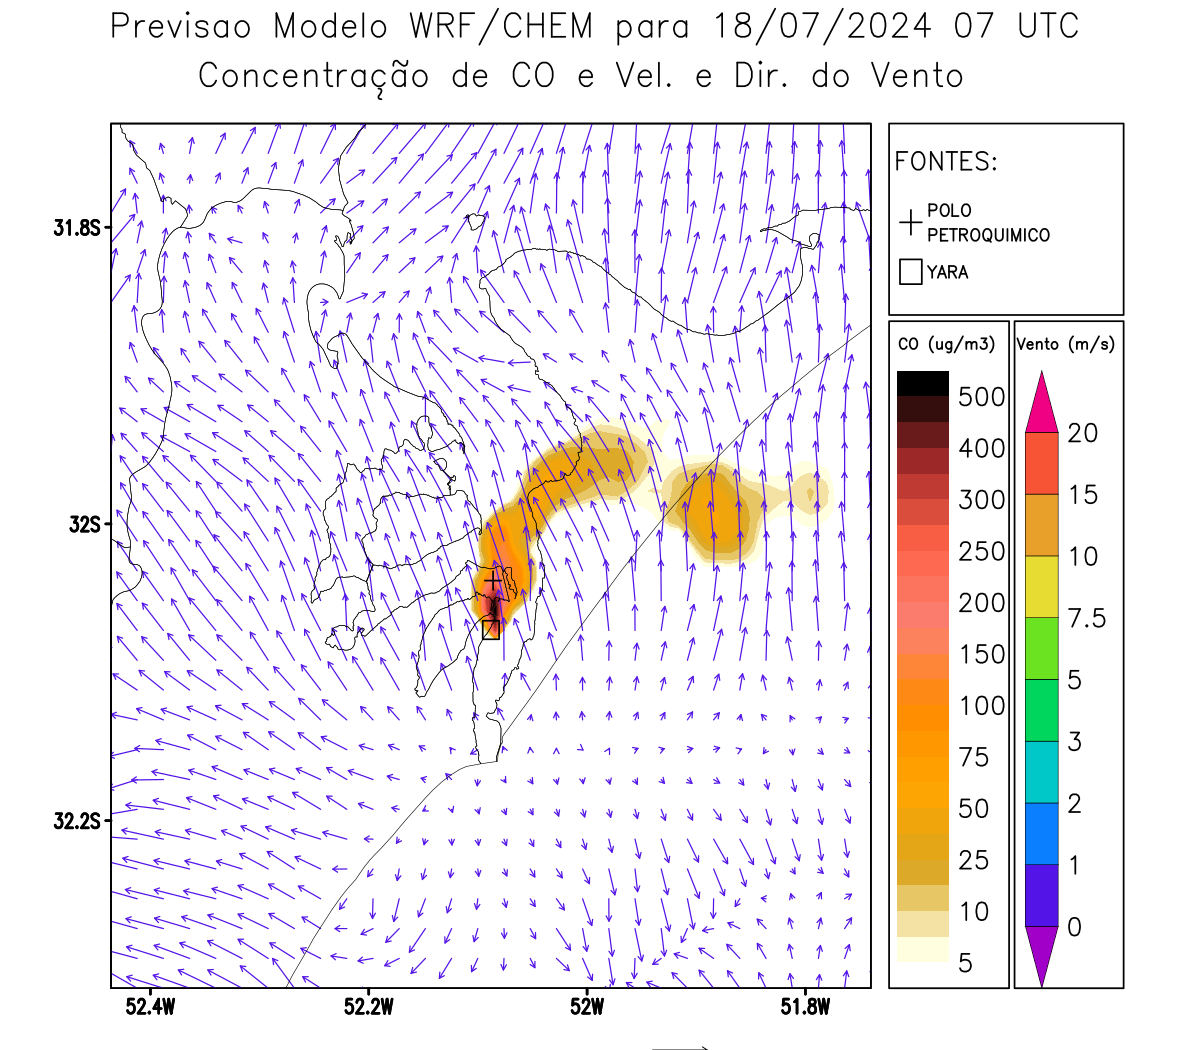 Previsao Modelo WRF/CHEM para 18/07/2024 07 UTC
Concentração de CO e Vel. e Dir. do Vento
FONTES:
POLO
PETROQUIMICO
YARA
CO (ug/m3)
500
400
300
250
200
150
100
75
50
25
10
5
Vento (m/s)
20
15
10
7.5
5
3
2
1
0
31.8S
32S
32.2S
52.4W
52.2W
52W
51.8W